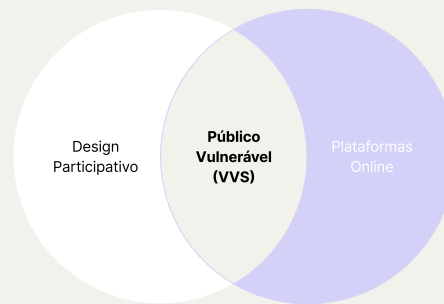 Design
Participativo
Público
Vulnerável
(VVS)
Plataformas
Online